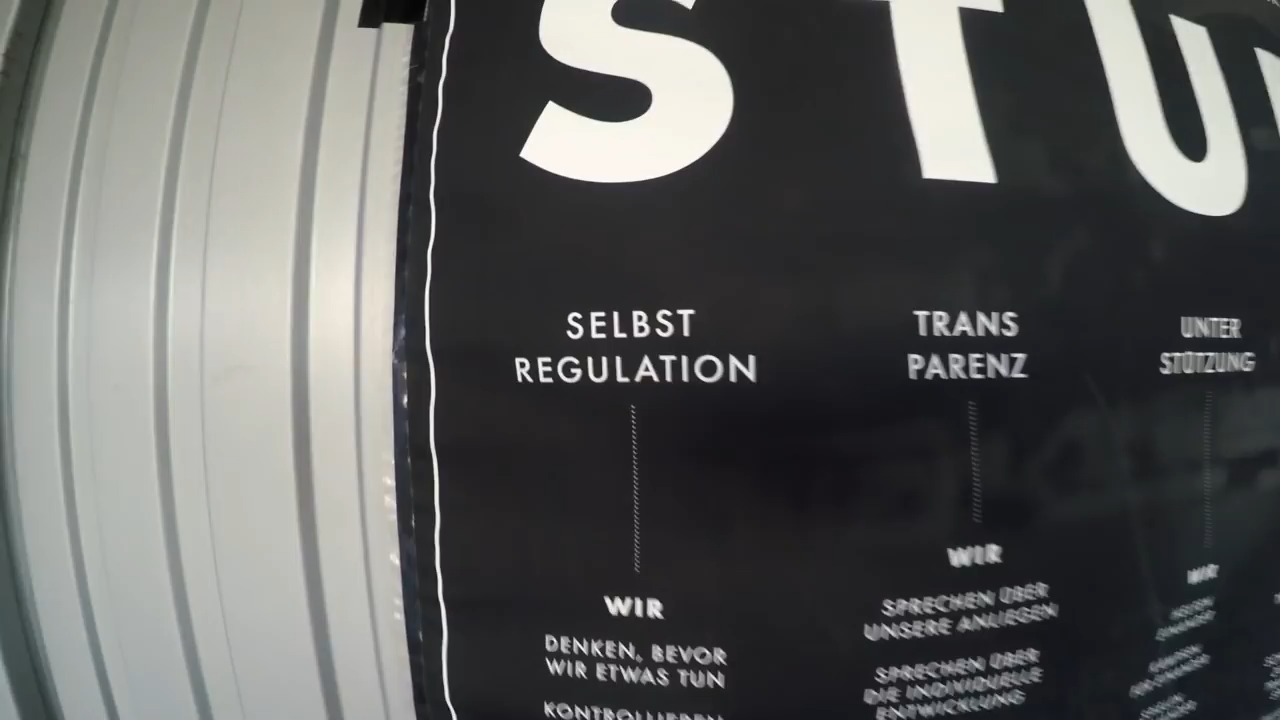 STU
SELBST
REGULATION
WIR
DENKEN, BEVOR
WIR ETWAS TUN
KONTROLLIEREN
TRANS
PARENZ
WIR
SPRECHEN ÜBER
UNSERE ANLIEGEN
SPRECHEN ÜBER
DIE INDIVIDUELLE
ENTWICKLUNG
UNTER
STÜTZUNG
WIR